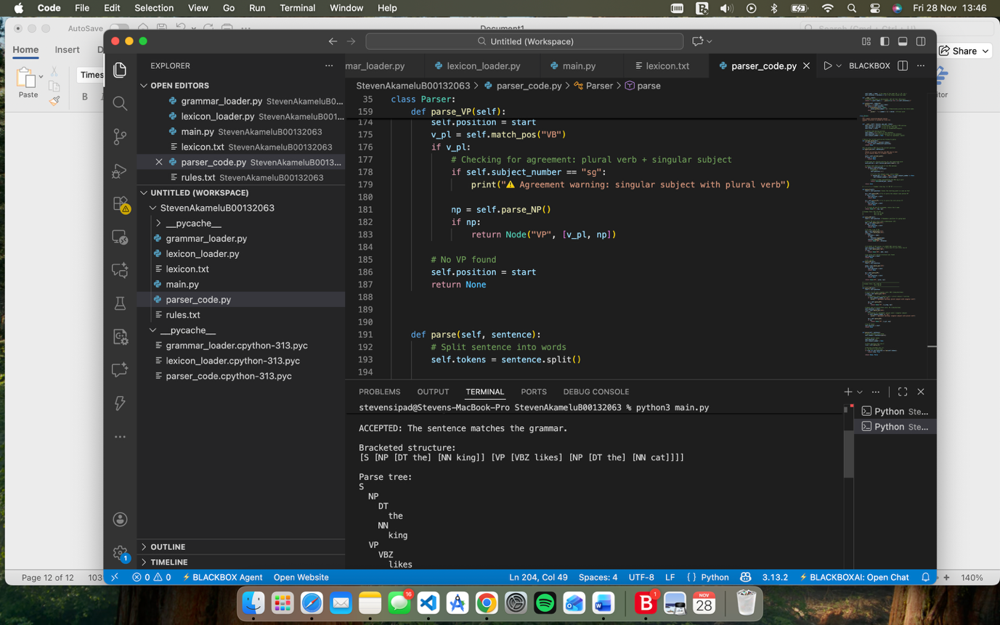 Code File Edit Selection View Go Run Terminal Window Help Fri 28 Nov 13:46
AutoSave
Home Insert
Share
Paste
Times
B
Untitled (Workspace)
EXPLORER
mar_loader.py lexicon_loader.py main.py lexicon.txt parser_code.py BLACKBOX
OPEN EDITORS
grammar_loader.py StevenAkameluB0...
lexicon_loader.py StevenAkameluB001...
main.py StevenAkameluB00132063
lexicon.txt StevenAkameluB00132063
parser_code.py StevenAkameluB0013...
rules.txt StevenAkameluB00132063
UNTITLED (WORKSPACE)
StevenAkameluB00132063
__pycache__
grammar_loader.py
lexicon_loader.py
lexicon.txt
main.py
parser_code.py
rules.txt
__pycache__
grammar_loader.cpython-313.pyc
lexicon_loader.cpython-313.pyc
parser_code.cpython-313.pyc
OUTLINE
TIMELINE
StevenAkameluB00132063 > parser_code.py > Parser > parse
35 class Parser:
159 def parse_VP(self):
174 self.position = start
175 v_pl = self.match_pos("VB")
176 if v_pl:
177 # Checking for agreement: plural verb + singular subject
178 if self.subject_number == "sg":
179 print("⚠️ Agreement warning: singular subject with plural verb")
180
181 np = self.parse_NP()
182 if np:
183 return Node("VP", [v_pl, np])
184
185 # No VP found
186 self.position = start
187 return None
188
189
190
191 def parse(self, sentence):
192 # Split sentence into words
193 self.tokens = sentence.split()
194
PROBLEMS OUTPUT TERMINAL PORTS DEBUG CONSOLE
stevensipad@Stevens-MacBook-Pro StevenAkameluB00132063 % python3 main.py
ACCEPTED: The sentence matches the grammar.
Bracketed structure:
[S [NP [DT the] [NN king]] [VP [VBZ likes] [NP [DT the] [NN cat]]]]
Parse tree:
S
NP
DT
the
NN
king
VP
VBZ
likes
Python Ste...
Python Ste...
1
Page 12 of 12 103
0 0 BLACKBOX Agent Open Website Ln 204, Col 49 Spaces: 4 UTF-8 LF { } Python 3.13.2 BLACKBOXAI: Open Chat
140%
16
1
NOV
28